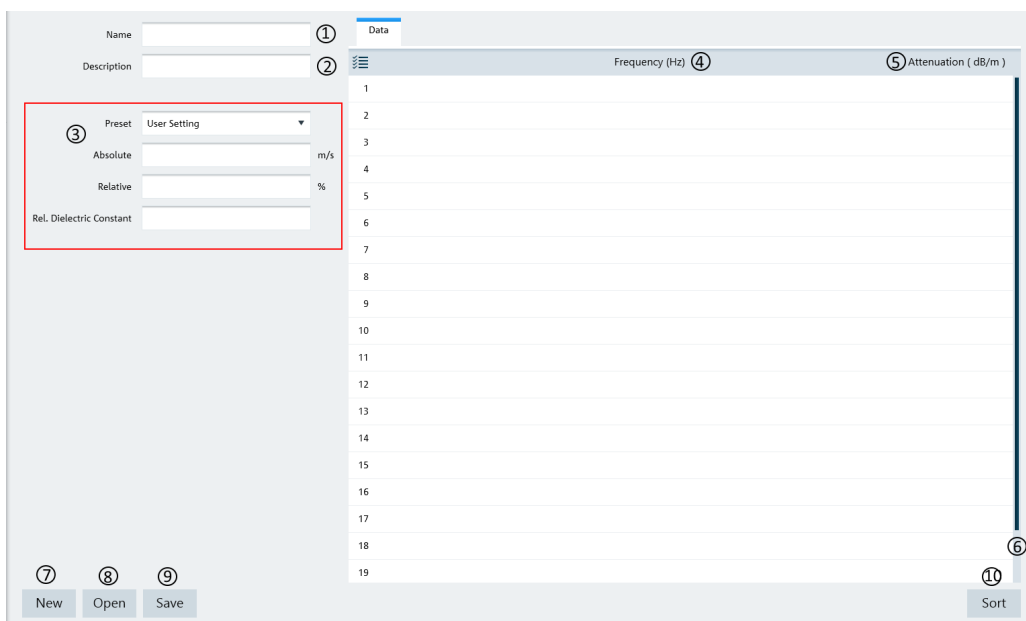 Name ①
Description ②
③
Preset User Setting
Absolute m/s
Relative %
Rel. Dielectric Constant
Data
Frequency (Hz) ④ ⑤ Attenuation ( dB/m )
1
2
3
4
5
6
7
8
9
10
11
12
13
14
15
16
17
18
19
⑥
⑦ ⑧ ⑨ ⑩
New Open Save Sort